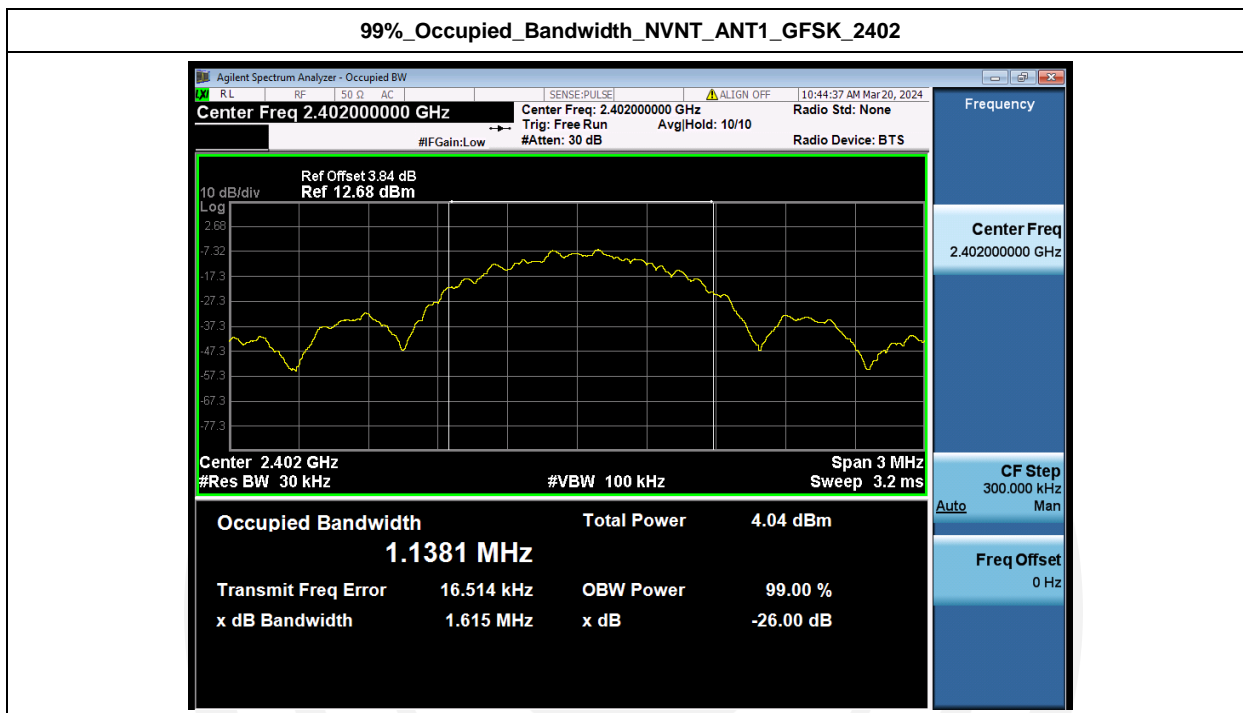 99%_Occupied_Bandwidth_NVNT_ANT1_GFSK_2402
Agilent Spectrum Analyzer - Occupied BW
LXI RL RF 50 Ω AC SENSE:PULSE ALIGN OFF 10:44:37 AM Mar 20, 2024
Center Freq 2.402000000 GHz
Center Freq: 2.402000000 GHz Radio Std: None
Trig: Free Run Avg|Hold: 10/10
#IFGain:Low #Atten: 30 dB Radio Device: BTS
Ref Offset 3.84 dB
10 dB/div Ref 12.68 dBm
Log
2.68
-7.32
-17.3
-27.3
-37.3
-47.3
-57.3
-67.3
-77.3
Center 2.402 GHz Span 3 MHz
#Res BW 30 kHz #VBW 100 kHz Sweep 3.2 ms
Occupied Bandwidth Total Power 4.04 dBm
1.1381 MHz
Transmit Freq Error 16.514 kHz OBW Power 99.00 %
x dB Bandwidth 1.615 MHz x dB -26.00 dB
Frequency
Center Freq
2.402000000 GHz
CF Step
300.000 kHz
Auto Man
Freq Offset
0 Hz